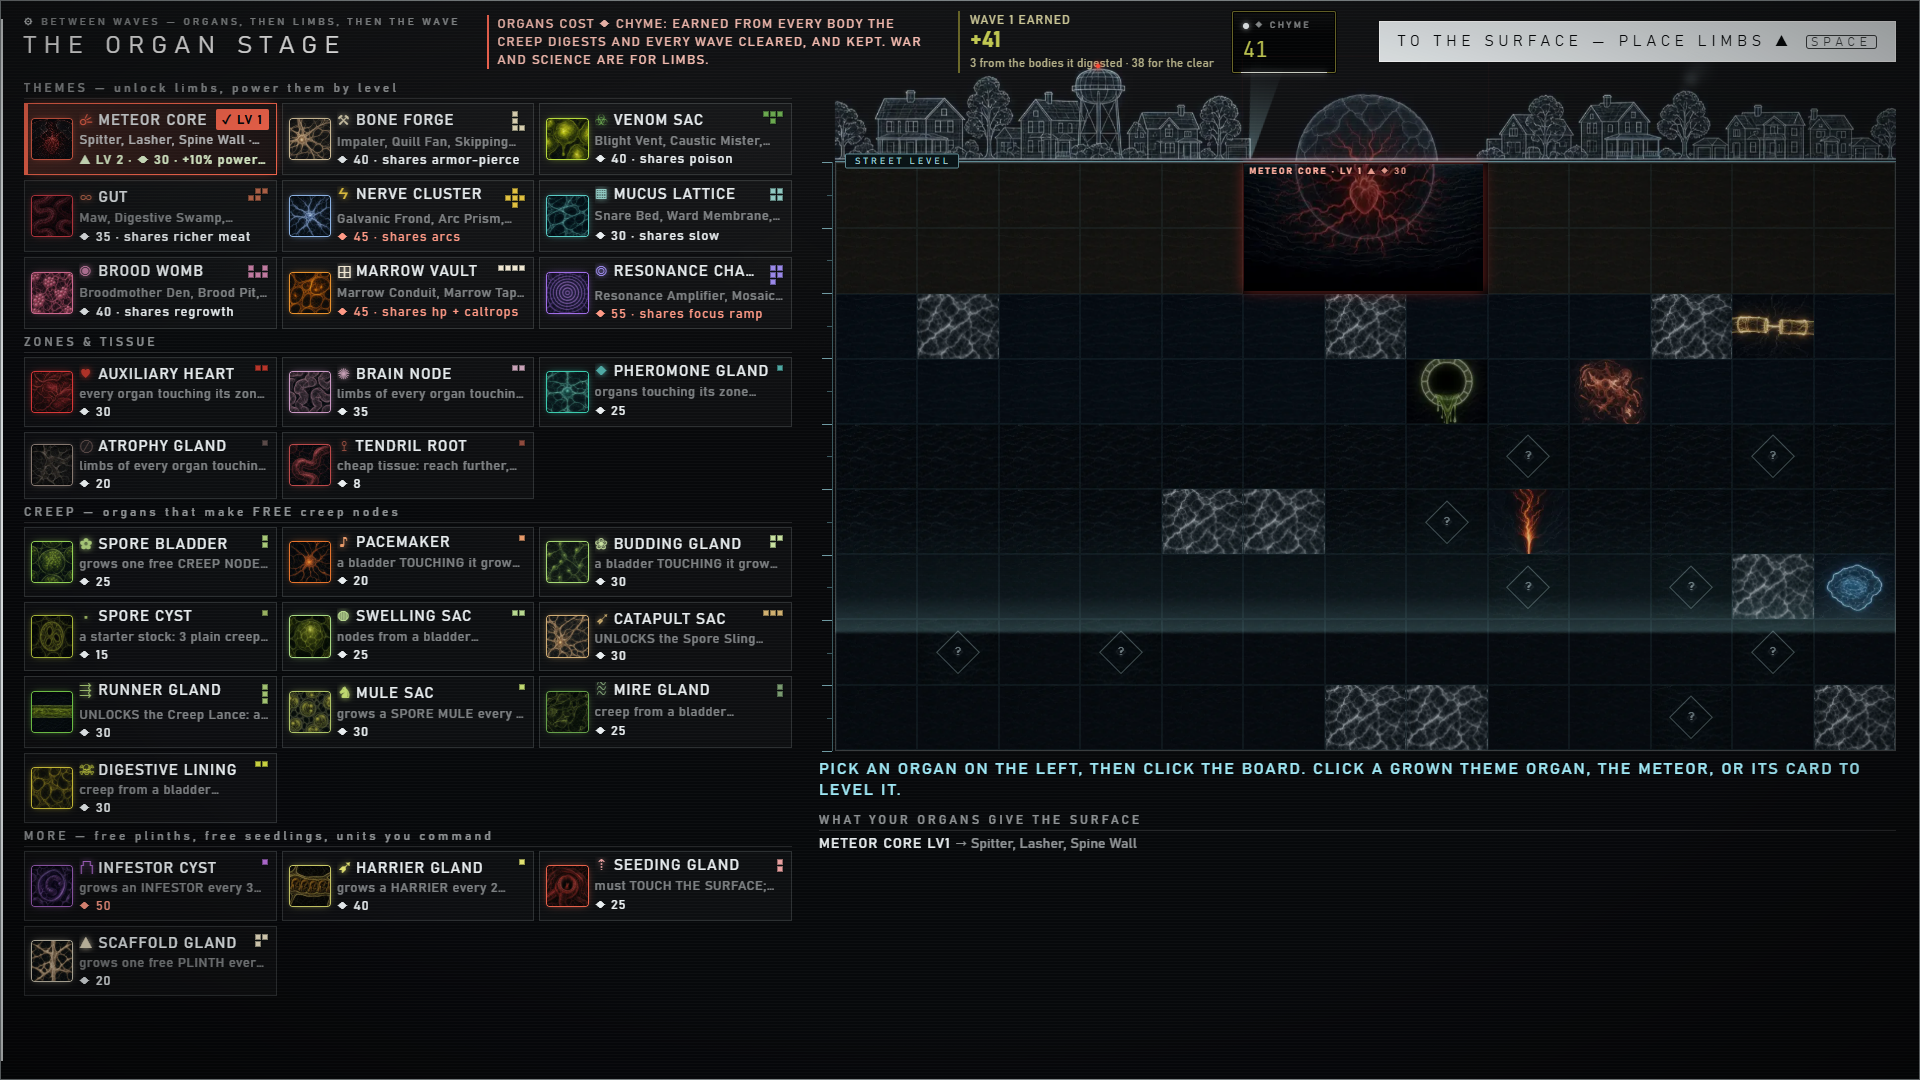 BETWEEN WAVES — ORGANS, THEN LIMBS, THEN THE WAVE
THE ORGAN STAGE
ORGANS COST ◆ CHYME: EARNED FROM EVERY BODY THE
CREEP DIGESTS AND EVERY WAVE CLEARED, AND KEPT. WAR
AND SCIENCE ARE FOR LIMBS.
WAVE 1 EARNED
+41
3 from the bodies it digested · 38 for the clear
◆ CHYME
41
TO THE SURFACE — PLACE LIMBS ▲ SPACE
THEMES — unlock limbs, power them by level
METEOR CORE ✓ LV 1
Spitter, Lasher, Spine Wall -…
▲ LV 2 · ◆ 30 · +10% power…
BONE FORGE
Impaler, Quill Fan, Skipping…
◆ 40 · shares armor-pierce
VENOM SAC
Blight Vent, Caustic Mister,…
◆ 40 · shares poison
GUT
Maw, Digestive Swamp,…
◆ 35 · shares richer meat
NERVE CLUSTER
Galvanic Frond, Arc Prism,…
◆ 45 · shares arcs
MUCUS LATTICE
Snare Bed, Ward Membrane,…
◆ 30 · shares slow
BROOD WOMB
Broodmother Den, Brood Pit,…
◆ 40 · shares regrowth
MARROW VAULT
Marrow Conduit, Marrow Tap…
◆ 45 · shares hp + caltrops
RESONANCE CHA…
Resonance Amplifier, Mosaic…
◆ 55 · shares focus ramp
ZONES & TISSUE
AUXILIARY HEART
every organ touching its zon…
◆ 30
BRAIN NODE
limbs of every organ touchin…
◆ 35
PHEROMONE GLAND
organs touching its zone…
◆ 25
ATROPHY GLAND
limbs of every organ touchin…
◆ 20
TENDRIL ROOT
cheap tissue: reach further,…
◆ 8
CREEP — organs that make FREE creep nodes
SPORE BLADDER
grows one free CREEP NODE…
◆ 25
PACEMAKER
a bladder TOUCHING it grow…
◆ 20
BUDDING GLAND
a bladder TOUCHING it grow…
◆ 30
SPORE CYST
a starter stock: 3 plain creep…
◆ 15
SWELLING SAC
nodes from a bladder…
◆ 25
CATAPULT SAC
UNLOCKS the Spore Sling…
◆ 30
RUNNER GLAND
UNLOCKS the Creep Lance: a…
◆ 30
MULE SAC
grows a SPORE MULE every …
◆ 30
MIRE GLAND
creep from a bladder…
◆ 25
DIGESTIVE LINING
creep from a bladder…
◆ 30
MORE — free plinths, free seedlings, units you command
INFESTOR CYST
grows an INFESTOR every 3…
◆ 50
HARRIER GLAND
grows a HARRIER every 2…
◆ 40
SEEDING GLAND
must TOUCH THE SURFACE;…
◆ 25
SCAFFOLD GLAND
grows one free PLINTH ever…
◆ 20
STREET LEVEL
METEOR CORE · LV 1 ▲ ◆ 30
? ?
?
? ?
? ? ?
?
PICK AN ORGAN ON THE LEFT, THEN CLICK THE BOARD. CLICK A GROWN THEME ORGAN, THE METEOR, OR ITS CARD TO
LEVEL IT.
WHAT YOUR ORGANS GIVE THE SURFACE
METEOR CORE LV1 → Spitter, Lasher, Spine Wall